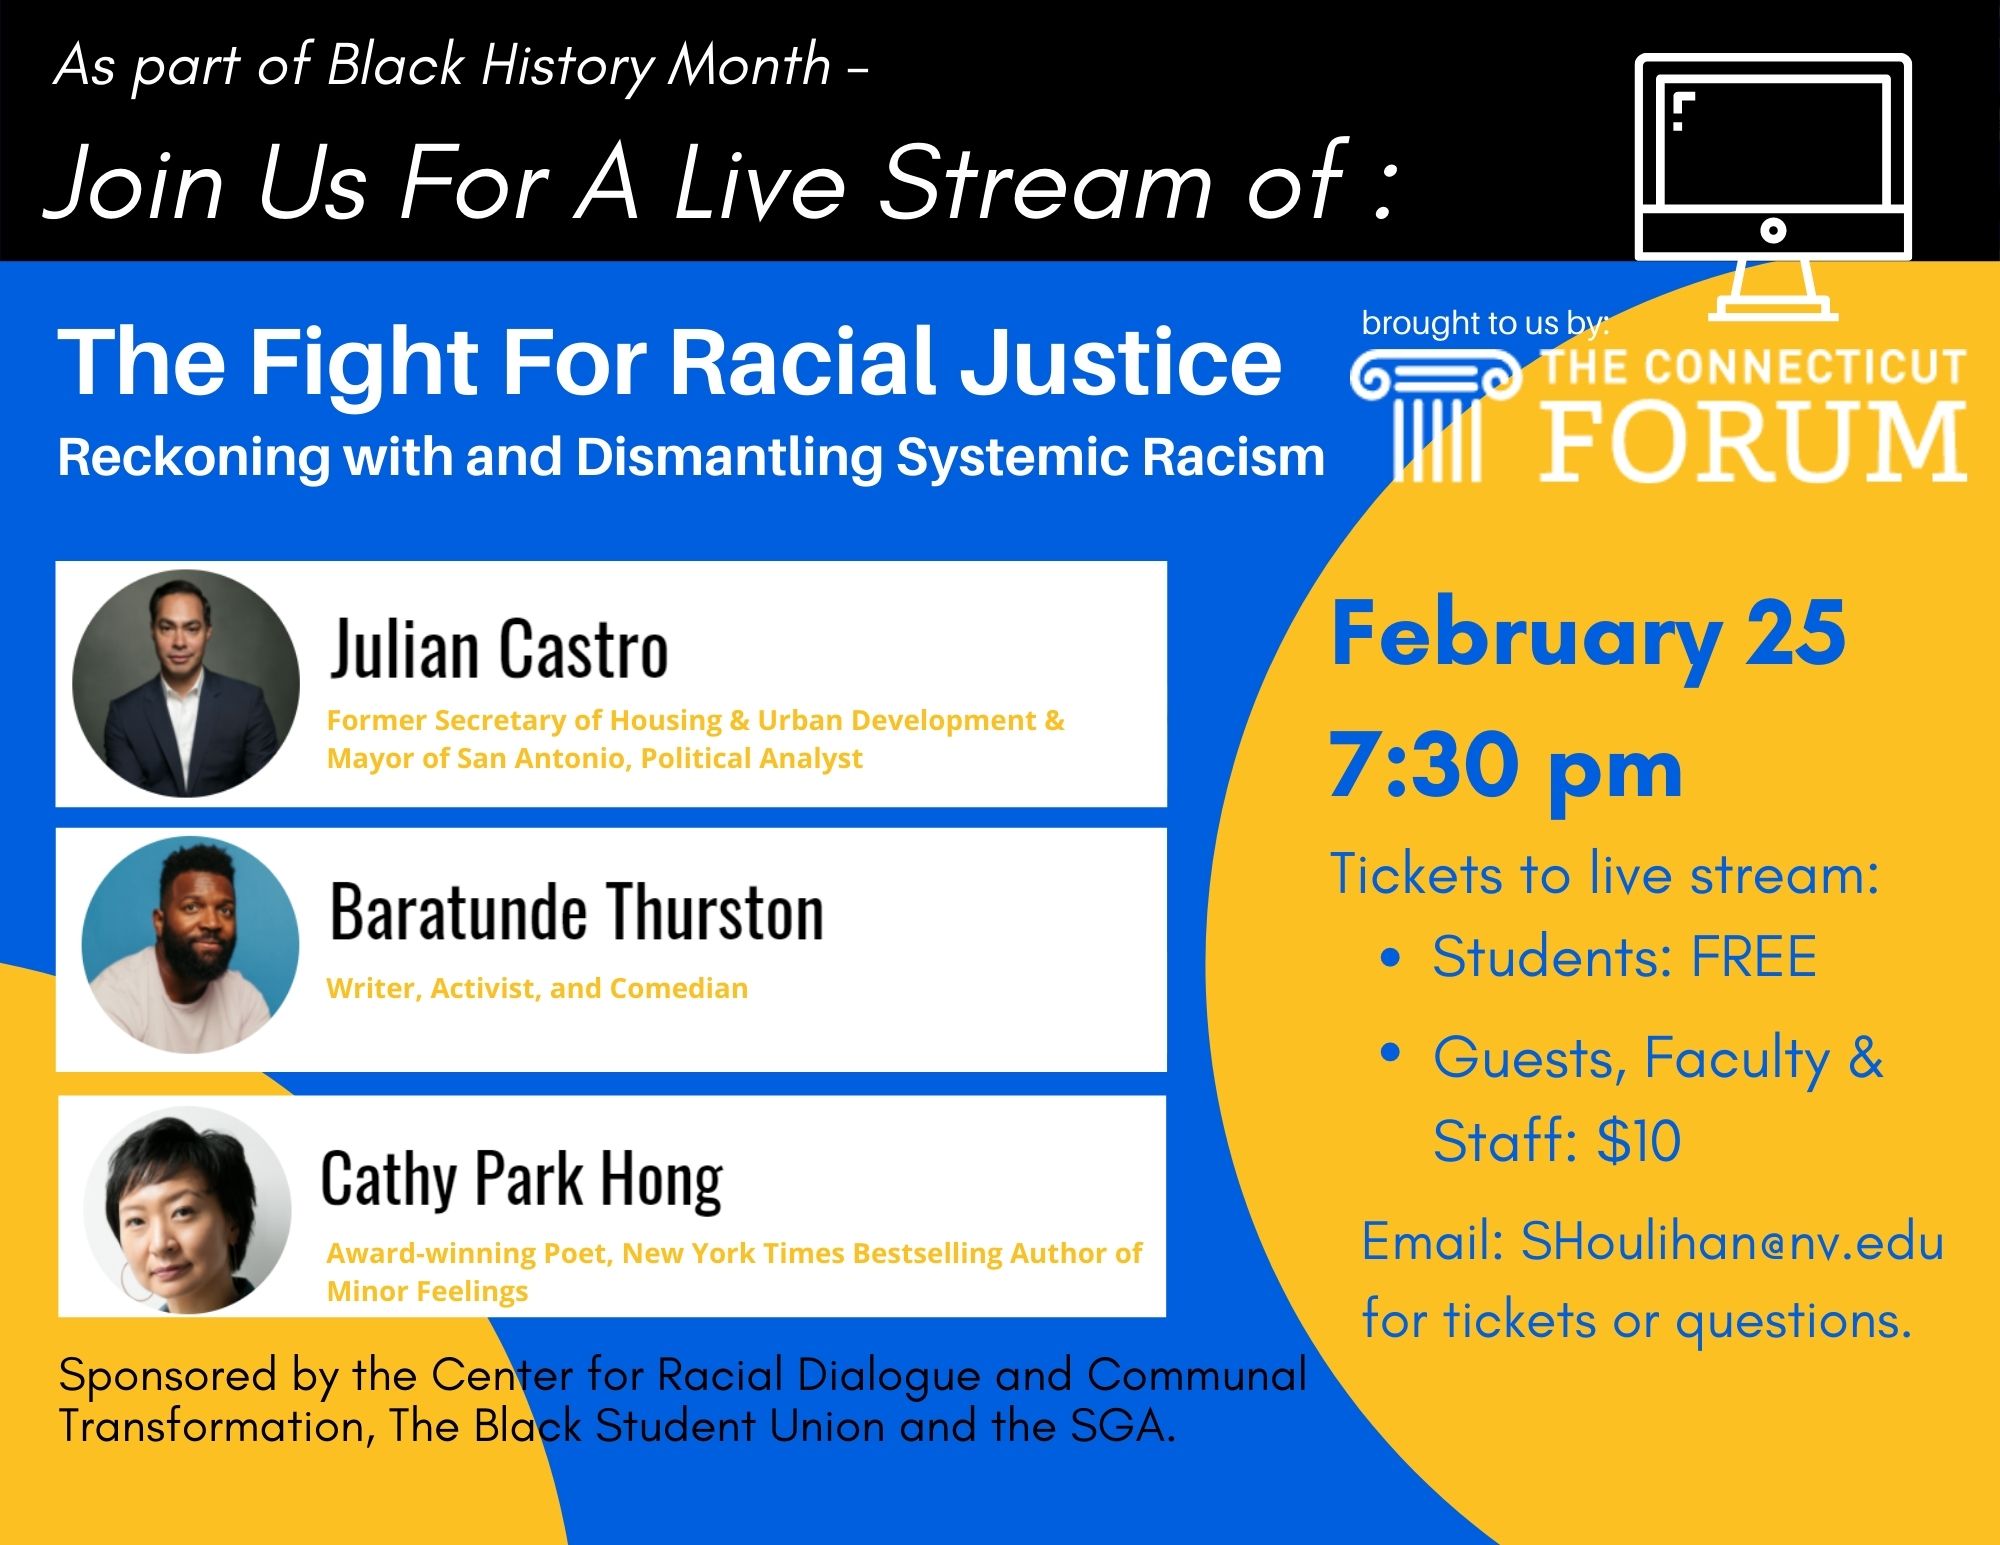 As part of Black History Month –
Join Us For A Live Stream of :
The Fight For Racial Justice
Reckoning with and Dismantling Systemic Racism
brought to us by:
THE CONNECTICUT
FORUM
Julian Castro
Former Secretary of Housing & Urban Development &
Mayor of San Antonio, Political Analyst
Baratunde Thurston
Writer, Activist, and Comedian
Cathy Park Hong
Award-winning Poet, New York Times Bestselling Author of
Minor Feelings
Sponsored by the Center for Racial Dialogue and Communal
Transformation, The Black Student Union and the SGA.
February 25
7:30 pm
Tickets to live stream:
• Students: FREE
• Guests, Faculty &
Staff: $10
Email: SHoulihan@nv.edu
for tickets or questions.